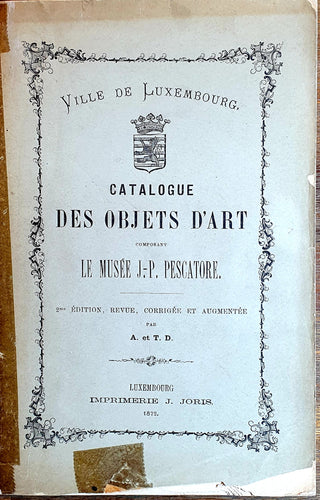 VILLE DE LUXEMBOURG.
CATALOGUE
DES OBJETS D'ART
COMPOSANT
LE MUSÉE J-P. PESCATORE.
2me ÉDITION, REVUE, CORRIGÉE ET AUGMENTÉE
PAR
A. et T. D.
LUXEMBOURG
IMPRIMERIE J. JORIS.
1872.